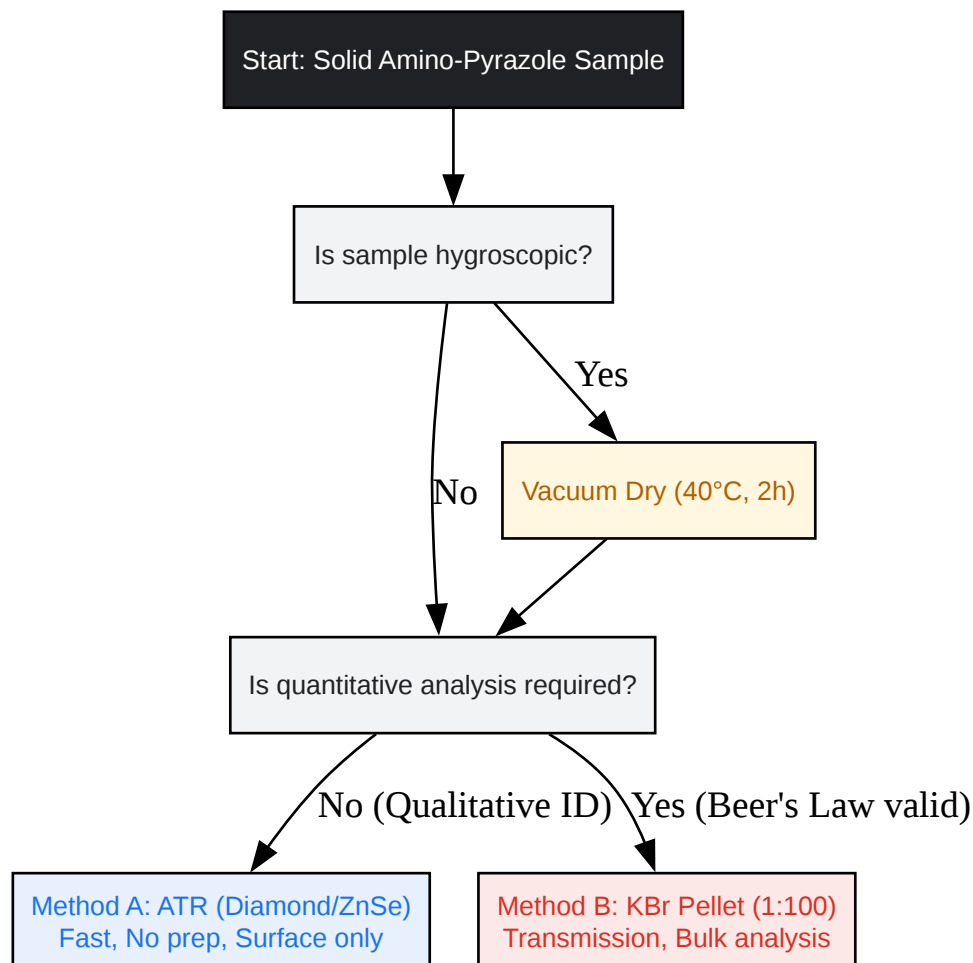 Start: Solid Amino-Pyrazole Sample
Is sample hygroscopic?
Yes
Vacuum Dry (40°C, 2h)
No
Is quantitative analysis required?
No (Qualitative ID)
Yes (Beer's Law valid)
Method A: ATR (Diamond/ZnSe)
Fast, No prep, Surface only
Method B: KBr Pellet (1:100)
Transmission, Bulk analysis